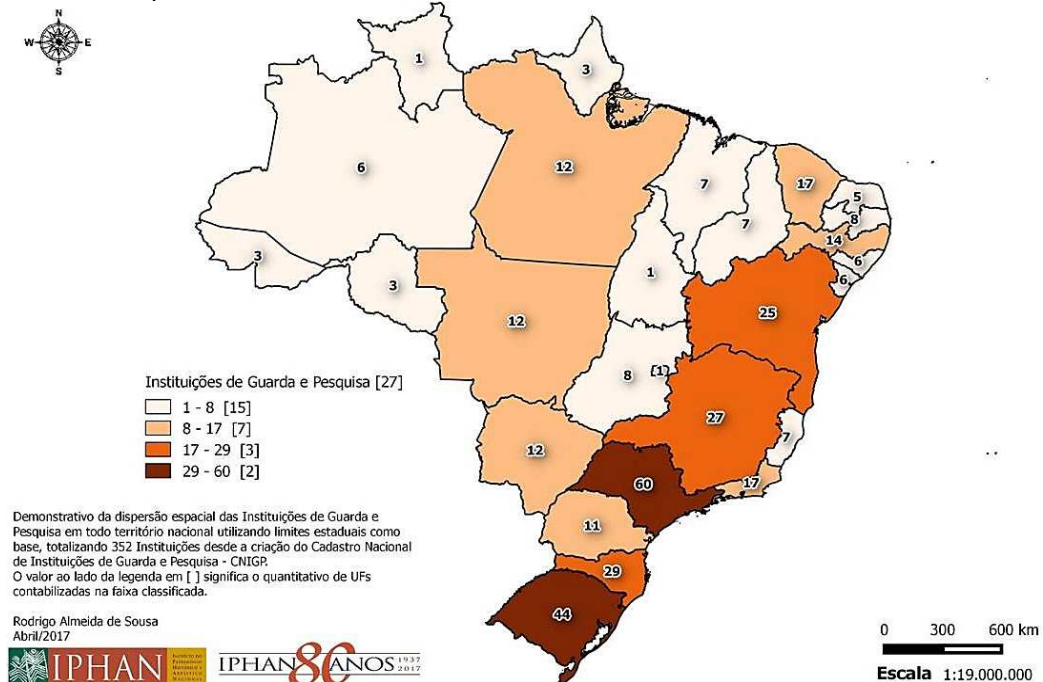 N
W E
S
1
3
6
12
7
17
5
8
7
14
6
6
3
3
1
25
12
8
[1]
27
7
12
60
17
11
29
44
Instituições de Guarda e Pesquisa [27]
1 - 8 [15]
8 - 17 [7]
17 - 29 [3]
29 - 60 [2]
Demonstrativo da dispersão espacial das Instituições de Guarda e
Pesquisa em todo território nacional utilizando limites estaduais como
base, totalizando 352 Instituições desde a criação do Cadastro Nacional
de Instituições de Guarda e Pesquisa - CNIGP.
O valor ao lado da legenda em [ ] significa o quantitativo de UFs
contabilizadas na faixa classificada.
Rodrigo Almeida de Sousa
Abril/2017
IPHAN
IPHAN 80 ANOS 1937
2017
0 300 600 km
Escala 1:19.000.000